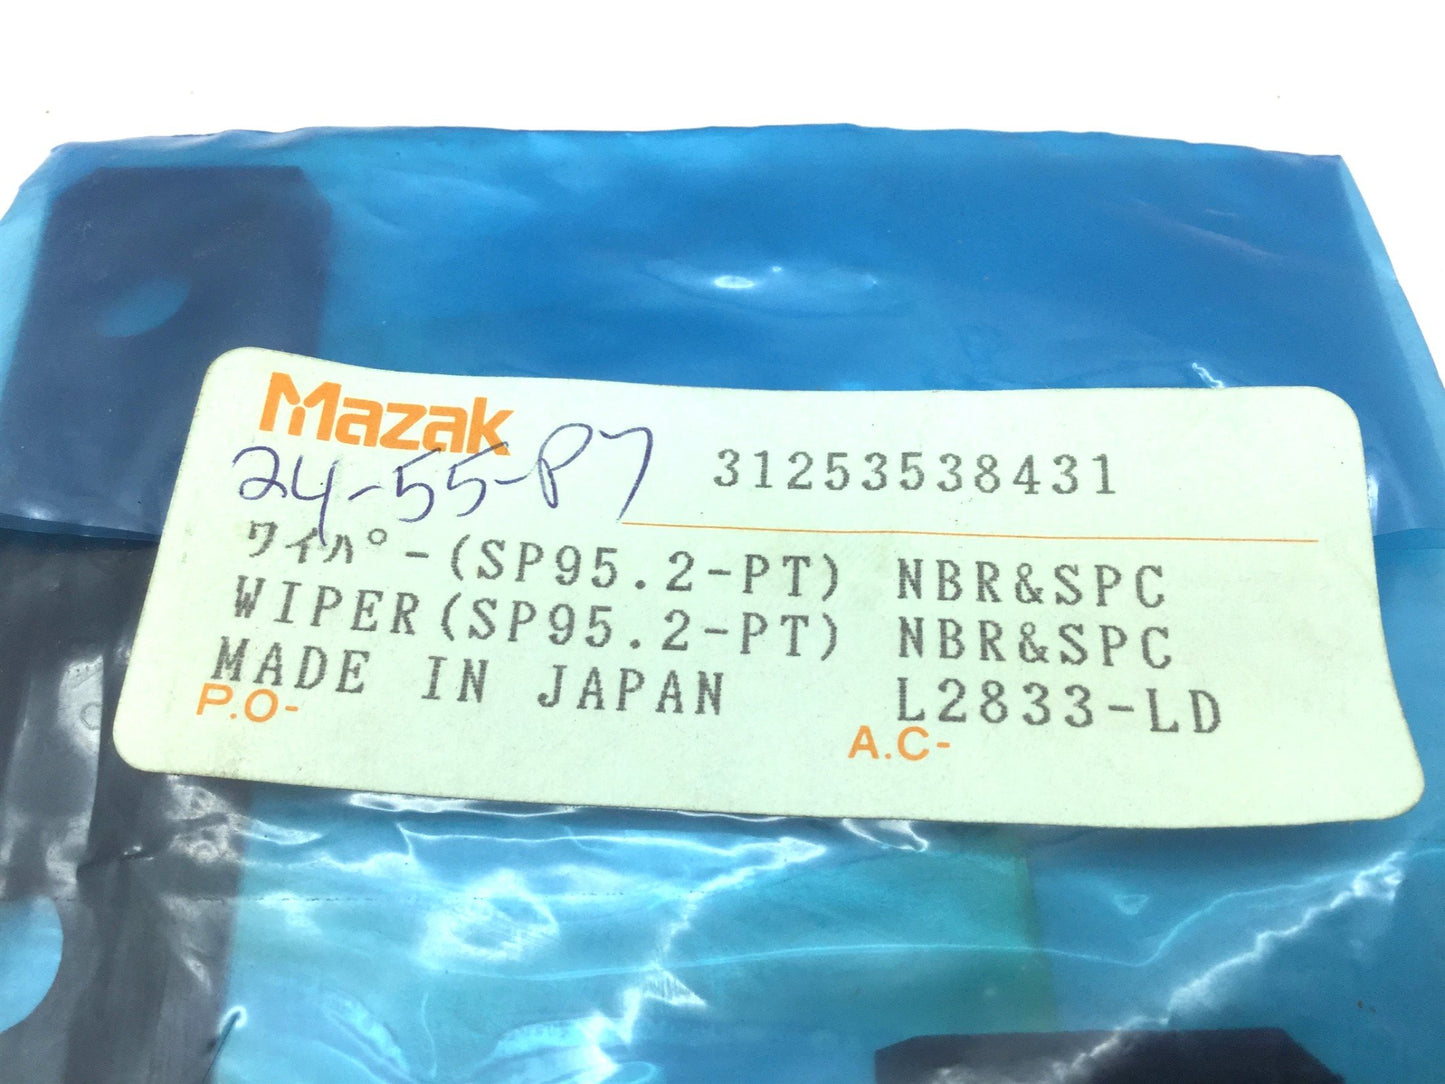 Mazak
24-55-P7 31253538431
ワイパー(SP95.2-PT) NBR&SPC
WIPER(SP95.2-PT) NBR&SPC
MADE IN JAPAN L2833-LD
P.O- A.C-